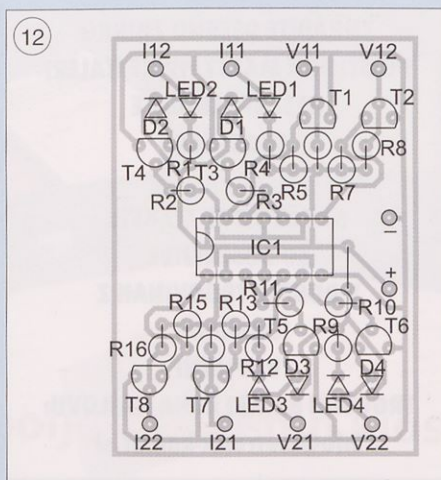 12
I12 I11 V11 V12
LED2 LED1
T1 T2
D2 D1
T4 R1 T3 R4 R8
R2 R3 R5 R7
IC1
−
+
R11
R15 R13 R10
R16 T5 R9 T6
R12 D3 D4
T8 T7 LED3 LED4
I22 I21 V21 V22